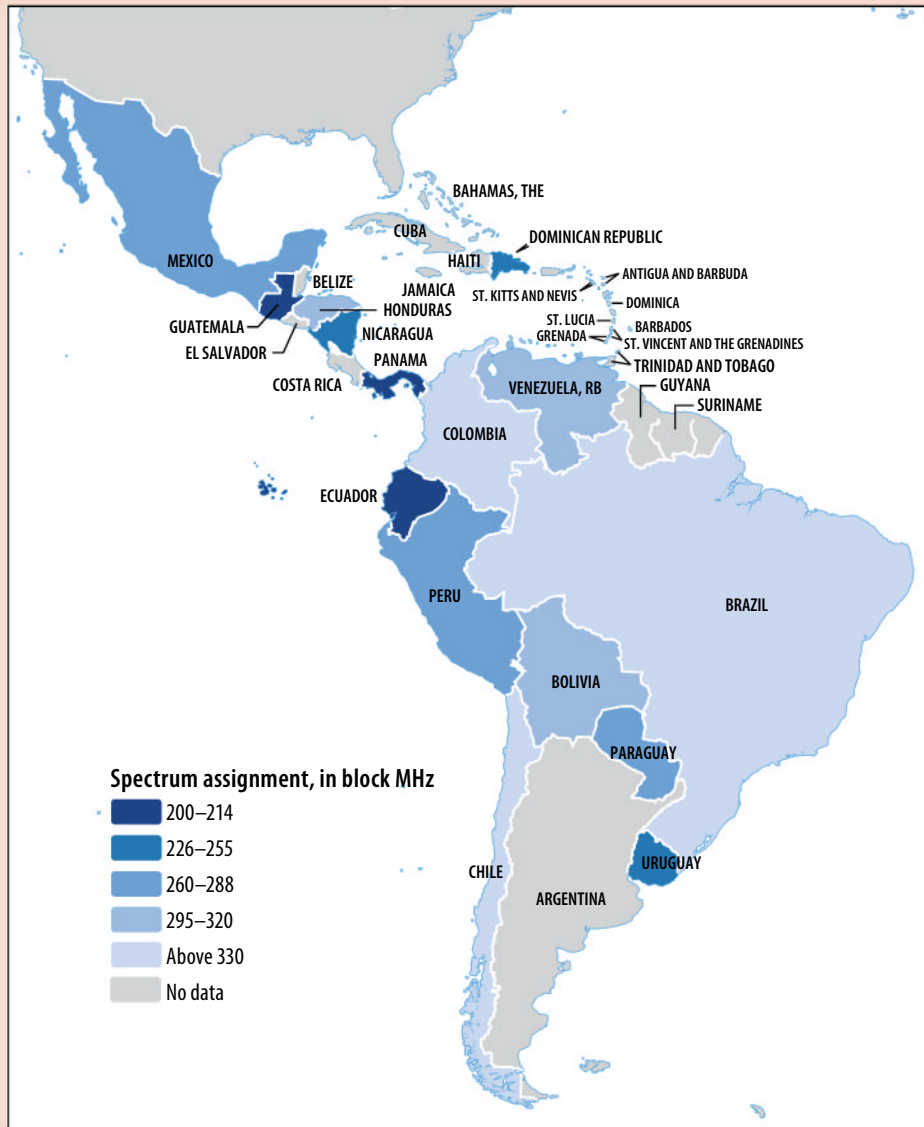 BAHAMAS, THE
CUBA
DOMINICAN REPUBLIC
HAITI
MEXICO
BELIZE
JAMAICA
ANTIGUA AND BARBUDA
ST. KITTS AND NEVIS
DOMINICA
HONDURAS
GUATEMALA
NICARAGUA
ST. LUCIA
BARBADOS
GRENADA
ST. VINCENT AND THE GRENADINES
EL SALVADOR
PANAMA
TRINIDAD AND TOBAGO
COSTA RICA
VENEZUELA, RB
GUYANA
SURINAME
COLOMBIA
ECUADOR
PERU
BRAZIL
BOLIVIA
PARAGUAY
Spectrum assignment, in block MHz
200–214
226–255
260–288
295–320
Above 330
No data
CHILE
URUGUAY
ARGENTINA